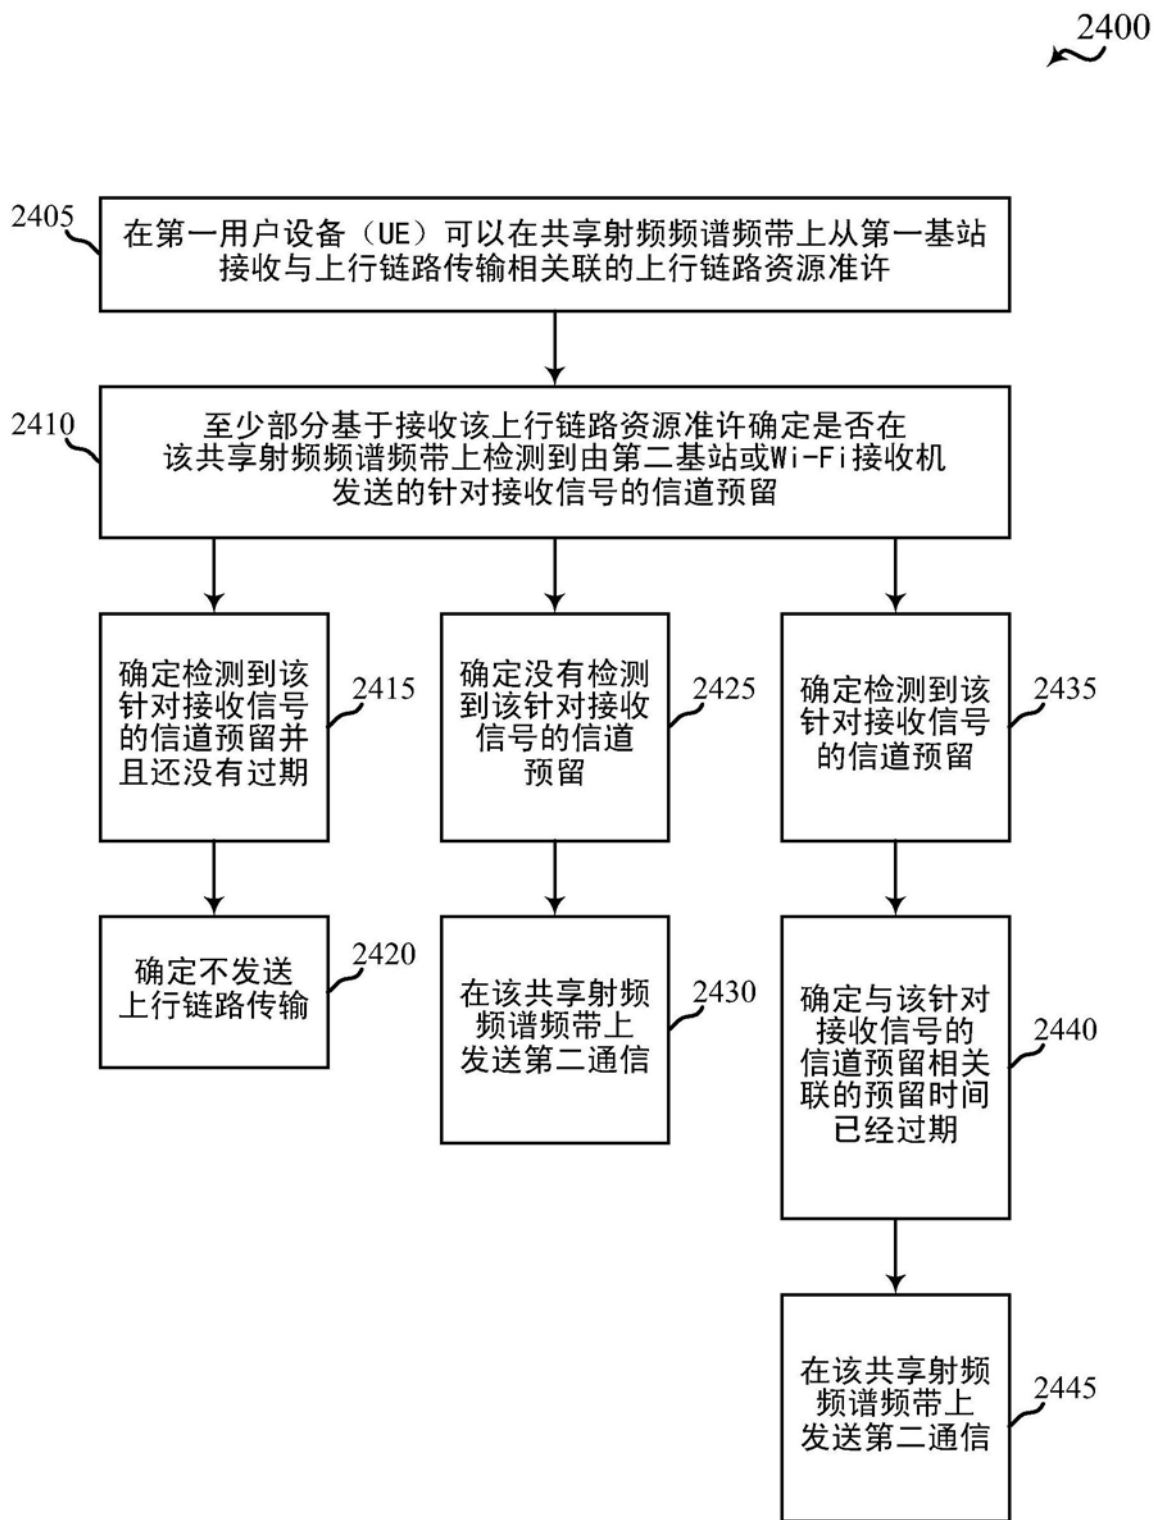 2400
2405
在第一用户设备（UE）可以在共享射频频谱频带上从第一基站
接收与上行链路传输相关联的上行链路资源准许
2410
至少部分基于接收该上行链路资源准许确定是否在
该共享射频频谱频带上检测到由第二基站或Wi-Fi接收机
发送的针对接收信号的信道预留
确定检测到该
针对接收信号
的信道预留并
且还没有过期
2415
确定没有检测
到该针对接收
信号的信道
预留
2425
确定检测到该
针对接收信号
的信道预留
2435
确定不发送
上行链路传输
2420
在该共享射频
频谱频带上
发送第二通信
2430
确定与该针对
接收信号的
信道预留相关
联的预留时间
已经过期
2440
在该共享射频
频谱频带上
发送第二通信
2445